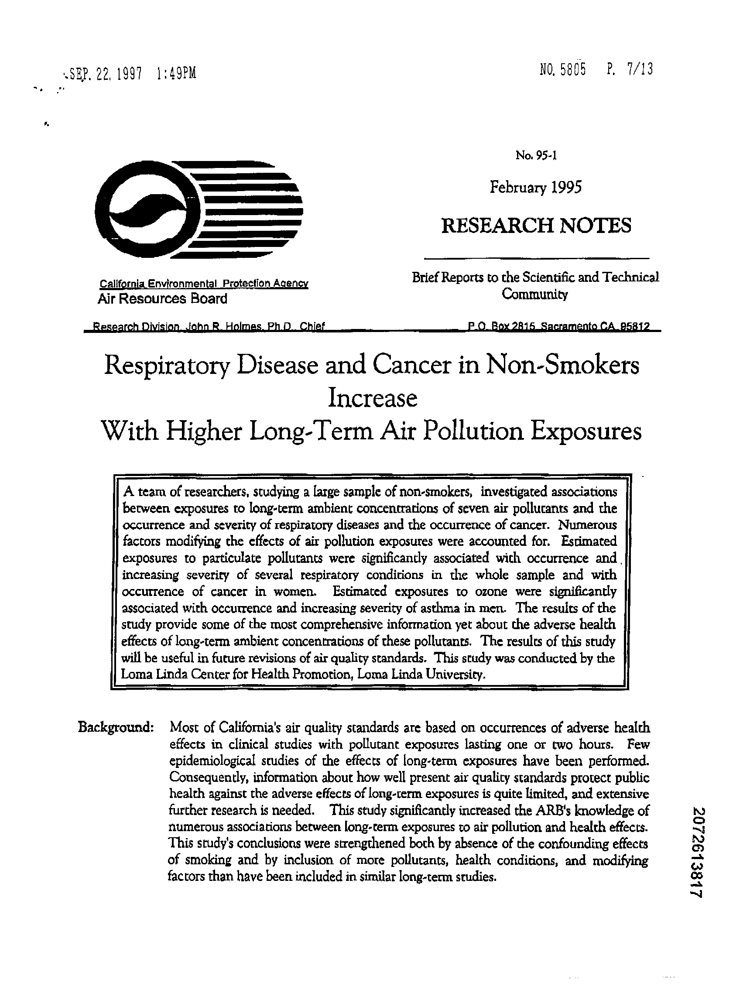 SEP. 22. 1997 1:49PM NO. 5805 P. 7/13
No. 95-1
February 1995
RESEARCH NOTES
California Environmental Protection Agency
Air Resources Board
Brief Reports to the Scientific and Technical
Community
Research Division, John R. Holmes, Ph.D., Chief
P.O. Box 2815, Sacramento CA, 95812
Respiratory Disease and Cancer in Non-Smokers
Increase
With Higher Long-Term Air Pollution Exposures
A team of researchers, studying a large sample of non-smokers, investigated associations
between exposures to long-term ambient concentrations of seven air pollutants and the
occurrence and severity of respiratory diseases and the occurrence of cancer. Numerous
factors modifying the effects of air pollution exposures were accounted for. Estimated
exposures to particulate pollutants were significantly associated with occurrence and
increasing severity of several respiratory conditions in the whole sample and with
occurrence of cancer in women. Estimated exposures to ozone were significantly
associated with occurrence and increasing severity of asthma in men. The results of the
study provide some of the most comprehensive information yet about the adverse health
effects of long-term ambient concentrations of these pollutants. The results of this study
will be useful in future revisions of air quality standards. This study was conducted by the
Loma Linda Center for Health Promotion, Loma Linda University.
Background: Most of California's air quality standards are based on occurrences of adverse health
effects in clinical studies with pollutant exposures lasting one or two hours. Few
epidemiological studies of the effects of long-term exposures have been performed.
Consequently, information about how well present air quality standards protect public
health against the adverse effects of long-term exposures is quite limited, and extensive
further research is needed. This study significantly increased the ARB's knowledge of
numerous associations between long-term exposures to air pollution and health effects.
This study's conclusions were strengthened both by absence of the confounding effects
of smoking and by inclusion of more pollutants, health conditions, and modifying
factors than have been included in similar long-term studies.
2072613817